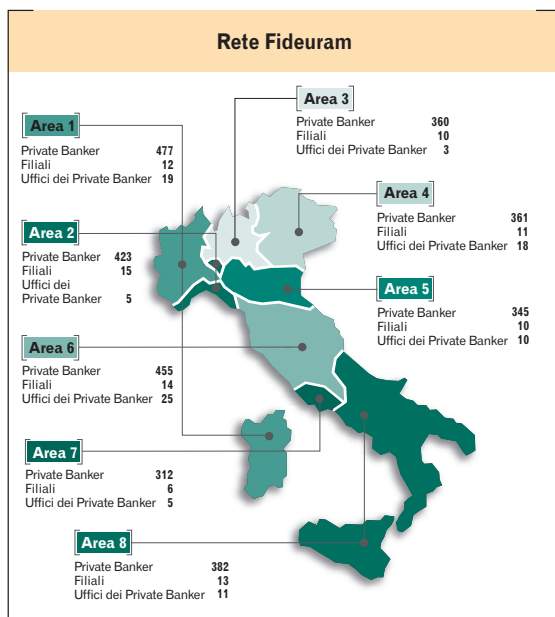 Rete Fideuram
Area 1
Private Banker 477
Filiali 12
Uffici dei Private Banker 19
Area 2
Private Banker 423
Filiali 15
Uffici dei
Private Banker 5
Area 3
Private Banker 360
Filiali 10
Uffici dei Private Banker 3
Area 4
Private Banker 361
Filiali 11
Uffici dei Private Banker 18
Area 5
Private Banker 345
Filiali 10
Uffici dei Private Banker 10
Area 6
Private Banker 455
Filiali 14
Uffici dei Private Banker 25
Area 7
Private Banker 312
Filiali 6
Uffici dei Private Banker 5
Area 8
Private Banker 382
Filiali 13
Uffici dei Private Banker 11